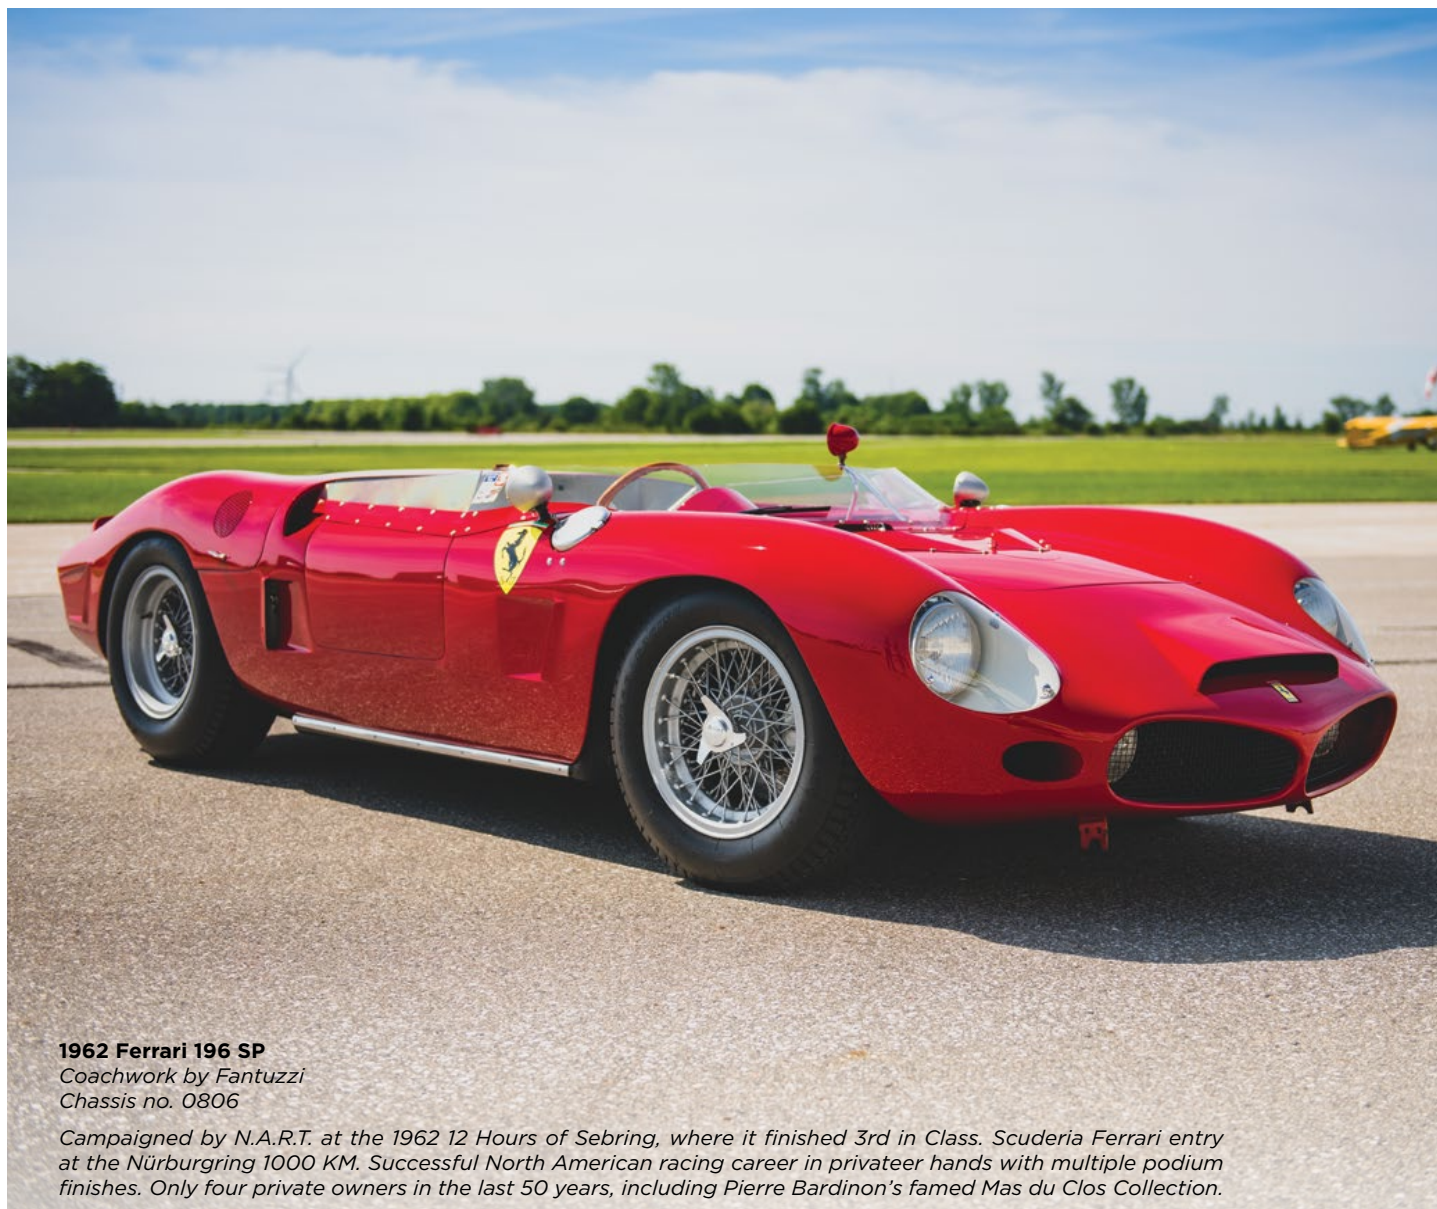 1962 Ferrari 196 SP
Coachwork by Fantuzzi
Chassis no. 0806
Campaigned by N.A.R.T. at the 1962 12 Hours of Sebring, where it finished 3rd in Class. Scuderia Ferrari entry
at the Nürburgring 1000 KM. Successful North American racing career in privateer hands with multiple podium
finishes. Only four private owners in the last 50 years, including Pierre Bardinon’s famed Mas du Clos Collection.